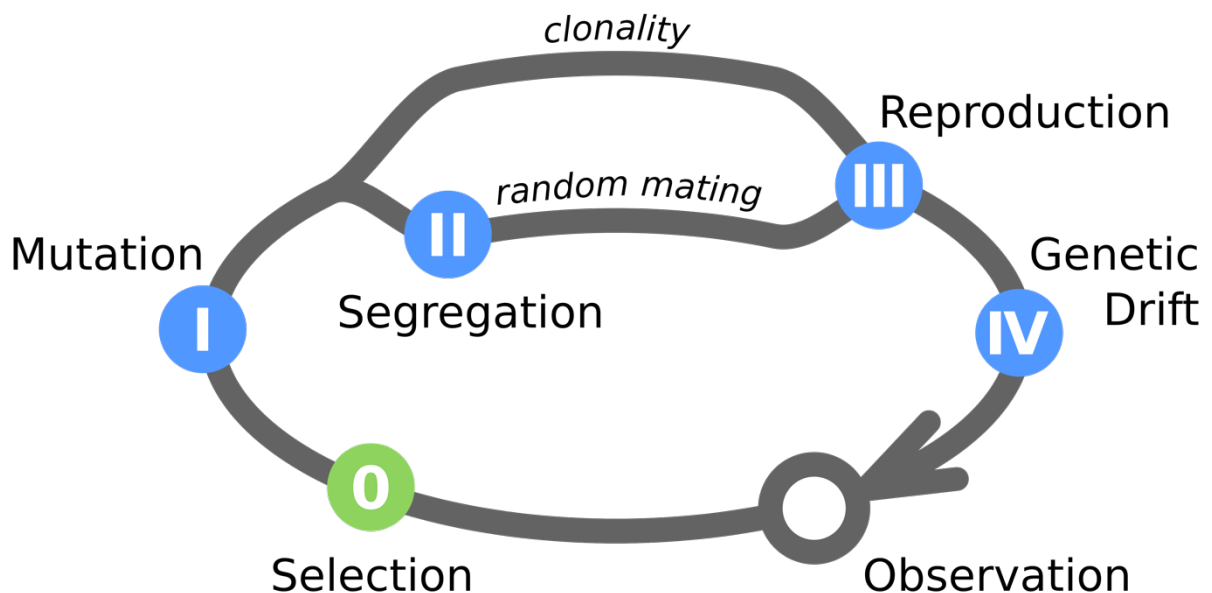 clonality
Reproduction
III
random mating
II
Segregation
Mutation
I
Genetic
Drift
IV
0
Selection
Observation